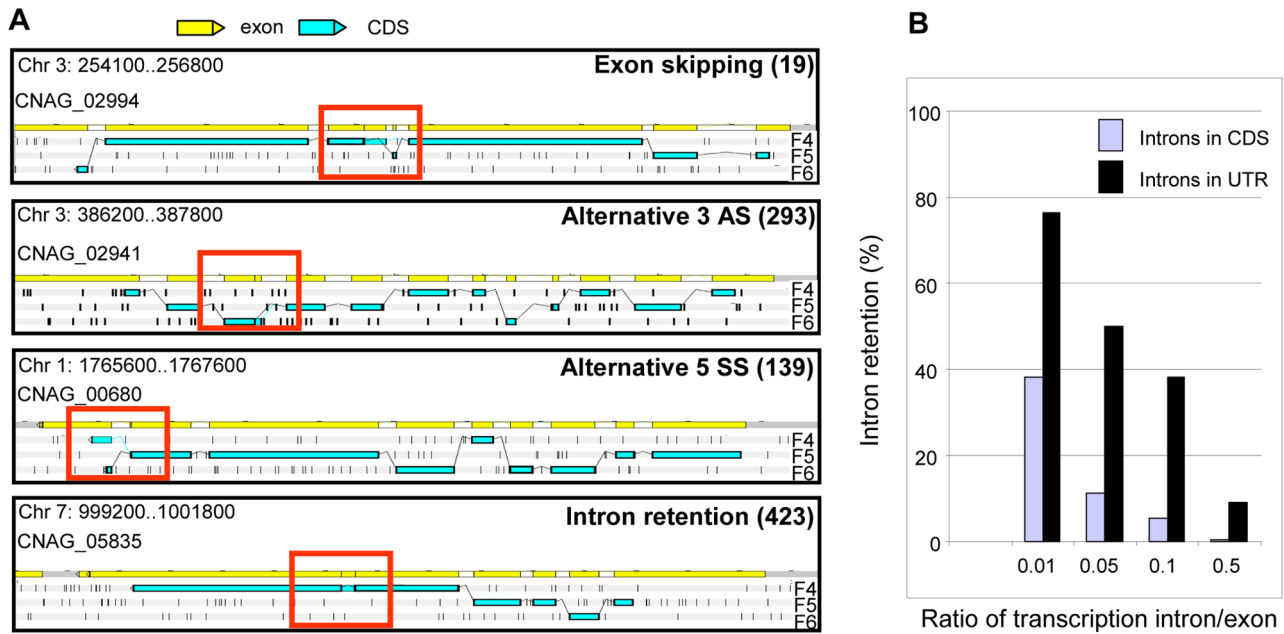 A
exon CDS
Chr 3: 254100..256800 Exon skipping (19)
CNAG_02994
F4
F5
F6
Chr 3: 386200..387800 Alternative 3 AS (293)
CNAG_02941
F4
F5
F6
Chr 1: 1765600..1767600 Alternative 5 SS (139)
CNAG_00680
F4
F5
F6
Chr 7: 999200..1001800 Intron retention (423)
CNAG_05835
F4
F5
F6
B
100
80
60
40
20
0
Intron retention (%)
Introns in CDS
Introns in UTR
0.01 0.05 0.1 0.5
Ratio of transcription intron/exon